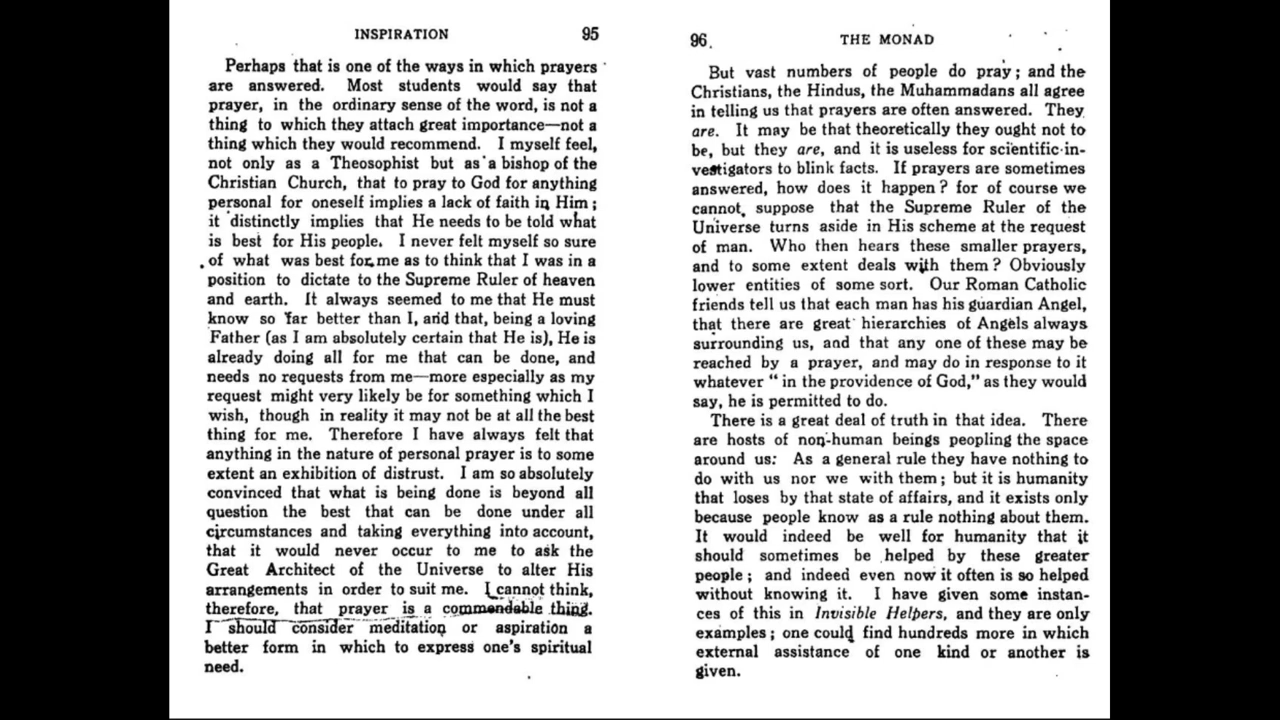 INSPIRATION 95
Perhaps that is one of the ways in which prayers
are answered. Most students would say that
prayer, in the ordinary sense of the word, is not a
thing to which they attach great importance—not a
thing which they would recommend. I myself feel,
not only as a Theosophist but as a bishop of the
Christian Church, that to pray to God for anything
personal for oneself implies a lack of faith in Him ;
it distinctly implies that He needs to be told what
is best for His people. I never felt myself so sure
of what was best for me as to think that I was in a
position to dictate to the Supreme Ruler of heaven
and earth. It always seemed to me that He must
know so far better than I, and that, being a loving
Father (as I am absolutely certain that He is), He is
already doing all for me that can be done, and
needs no requests from me—more especially as my
request might very likely be for something which I
wish, though in reality it may not be at all the best
thing for me. Therefore I have always felt that
anything in the nature of personal prayer is to some
extent an exhibition of distrust. I am so absolutely
convinced that what is being done is beyond all
question the best that can be done under all
circumstances and taking everything into account,
that it would never occur to me to ask the
Great Architect of the Universe to alter His
arrangements in order to suit me. I cannot think,
therefore, that prayer is a commendable thing.
I should consider meditation or aspiration a
better form in which to express one's spiritual
need.
96 THE MONAD
But vast numbers of people do pray ; and the
Christians, the Hindus, the Muhammadans all agree
in telling us that prayers are often answered. They
are. It may be that theoretically they ought not to
be, but they are, and it is useless for scientific in-
vestigators to blink facts. If prayers are sometimes
answered, how does it happen ? for of course we
cannot suppose that the Supreme Ruler of the
Universe turns aside in His scheme at the request
of man. Who then hears these smaller prayers,
and to some extent deals with them ? Obviously
lower entities of some sort. Our Roman Catholic
friends tell us that each man has his guardian Angel,
that there are great hierarchies of Angels always
surrounding us, and that any one of these may be
reached by a prayer, and may do in response to it
whatever " in the providence of God," as they would
say, he is permitted to do.
There is a great deal of truth in that idea. There
are hosts of non-human beings peopling the space
around us: As a general rule they have nothing to
do with us nor we with them ; but it is humanity
that loses by that state of affairs, and it exists only
because people know as a rule nothing about them.
It would indeed be well for humanity that it
should sometimes be helped by these greater
people ; and indeed even now it often is so helped
without knowing it. I have given some instan-
ces of this in Invisible Helpers, and they are only
examples ; one could find hundreds more in which
external assistance of one kind or another is
given.